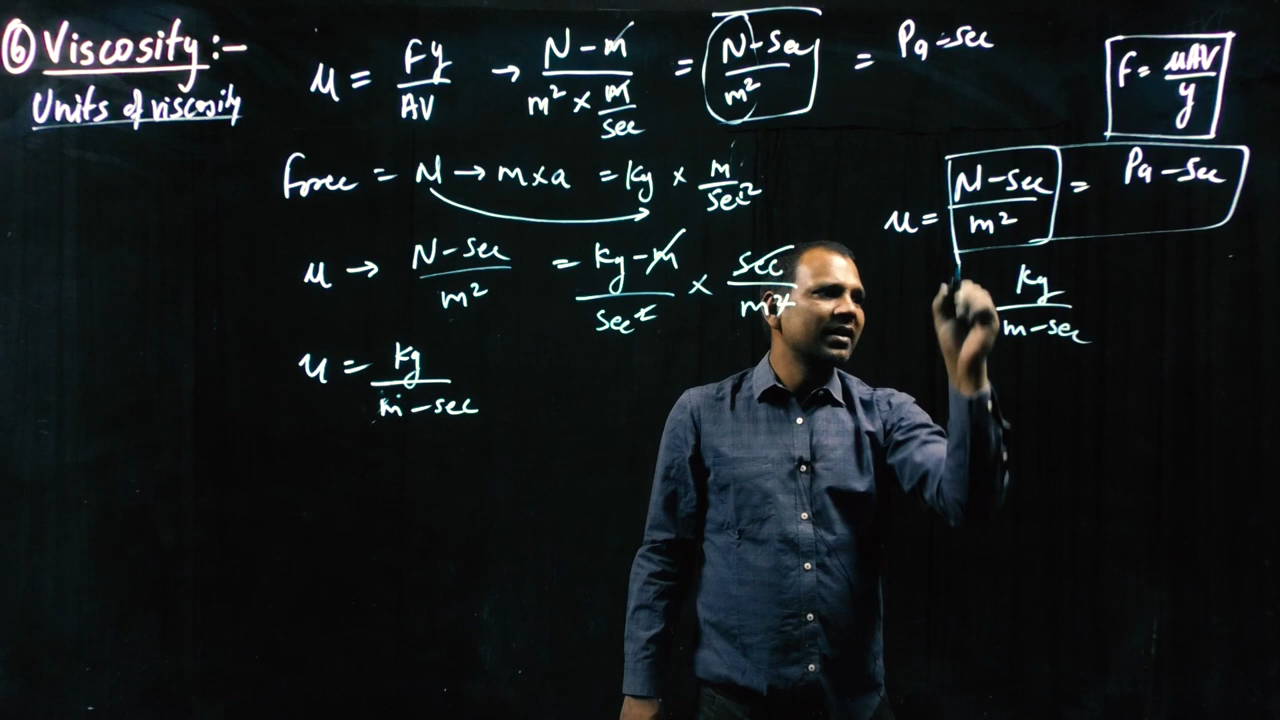 ⑥ Viscosity :-
Units of viscosity
μ = Fy/AV → N-m/(m² × m/sec) = N-Sec/m² = Pa-sec
F = μAV/y
force = N → m×a = kg × m/sec²
μ = N-sec/m² = Pa-sec
μ → N-sec/m² = kg-m/sec² × sec/m²
kg/m-sec
μ = kg/m-sec